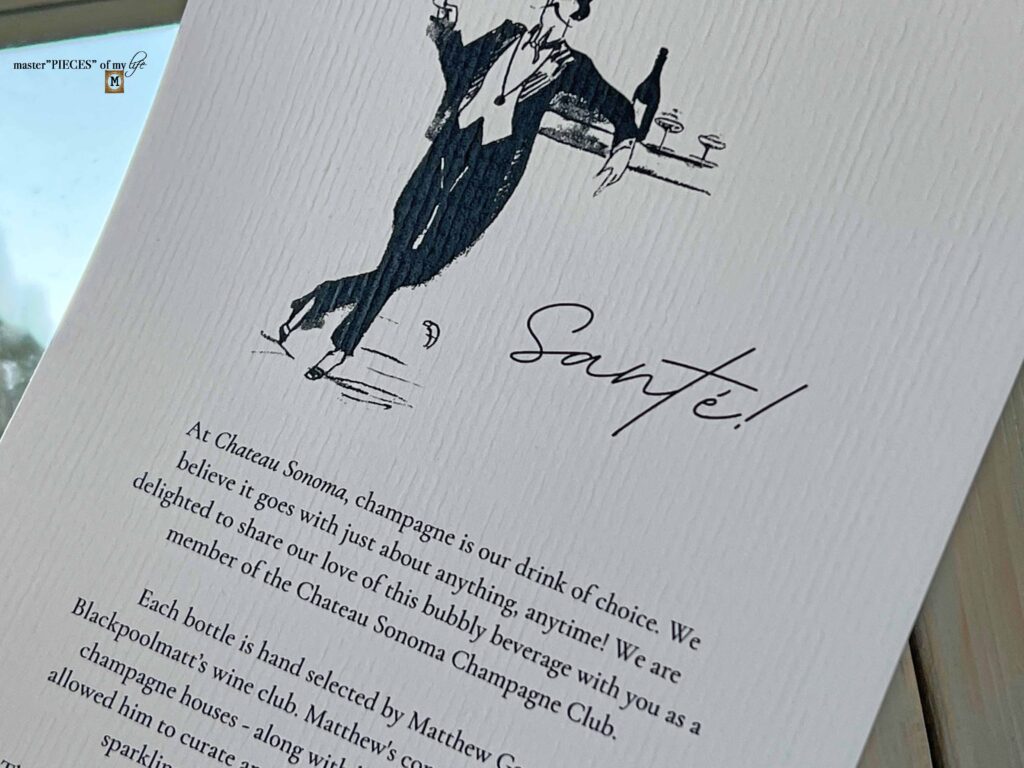 master"PIECES" of my life
M
Santé!
At Chateau Sonoma, champagne is our drink of choice. We
believe it goes with just about anything, anytime! We are
delighted to share our love of this bubbly beverage with you as a
member of the Chateau Sonoma Champagne Club.
Each bottle is hand selected by Matthew
Blackpoolmatt's wine club. Matthew's
champagne houses - along with
allowed him to curate